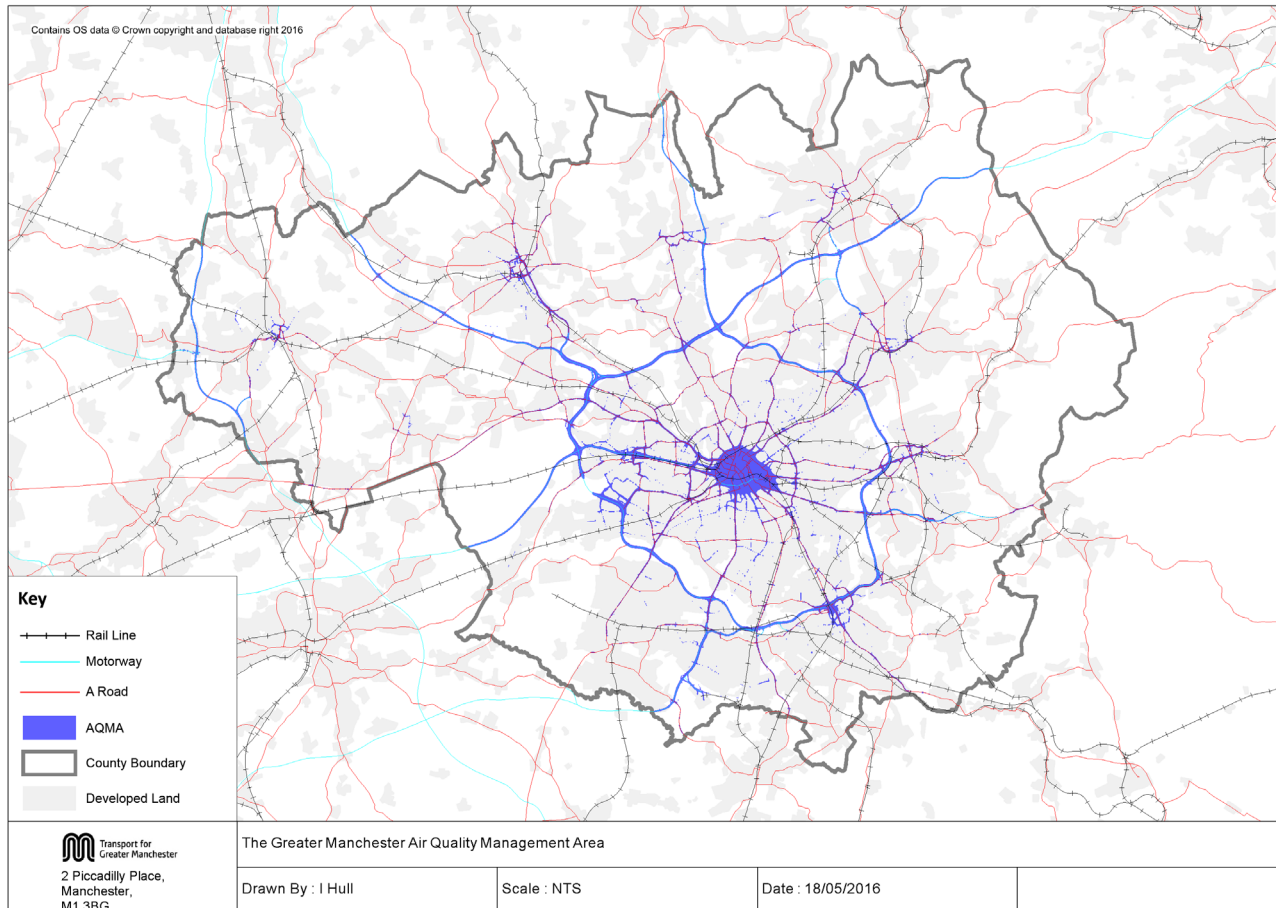 Contains OS data © Crown copyright and database right 2016
Key
Rail Line
Motorway
A Road
AQMA
County Boundary
Developed Land
Transport for
Greater Manchester
2 Piccadilly Place,
Manchester,
M1 3BG
The Greater Manchester Air Quality Management Area
Drawn By : I Hull
Scale : NTS
Date : 18/05/2016